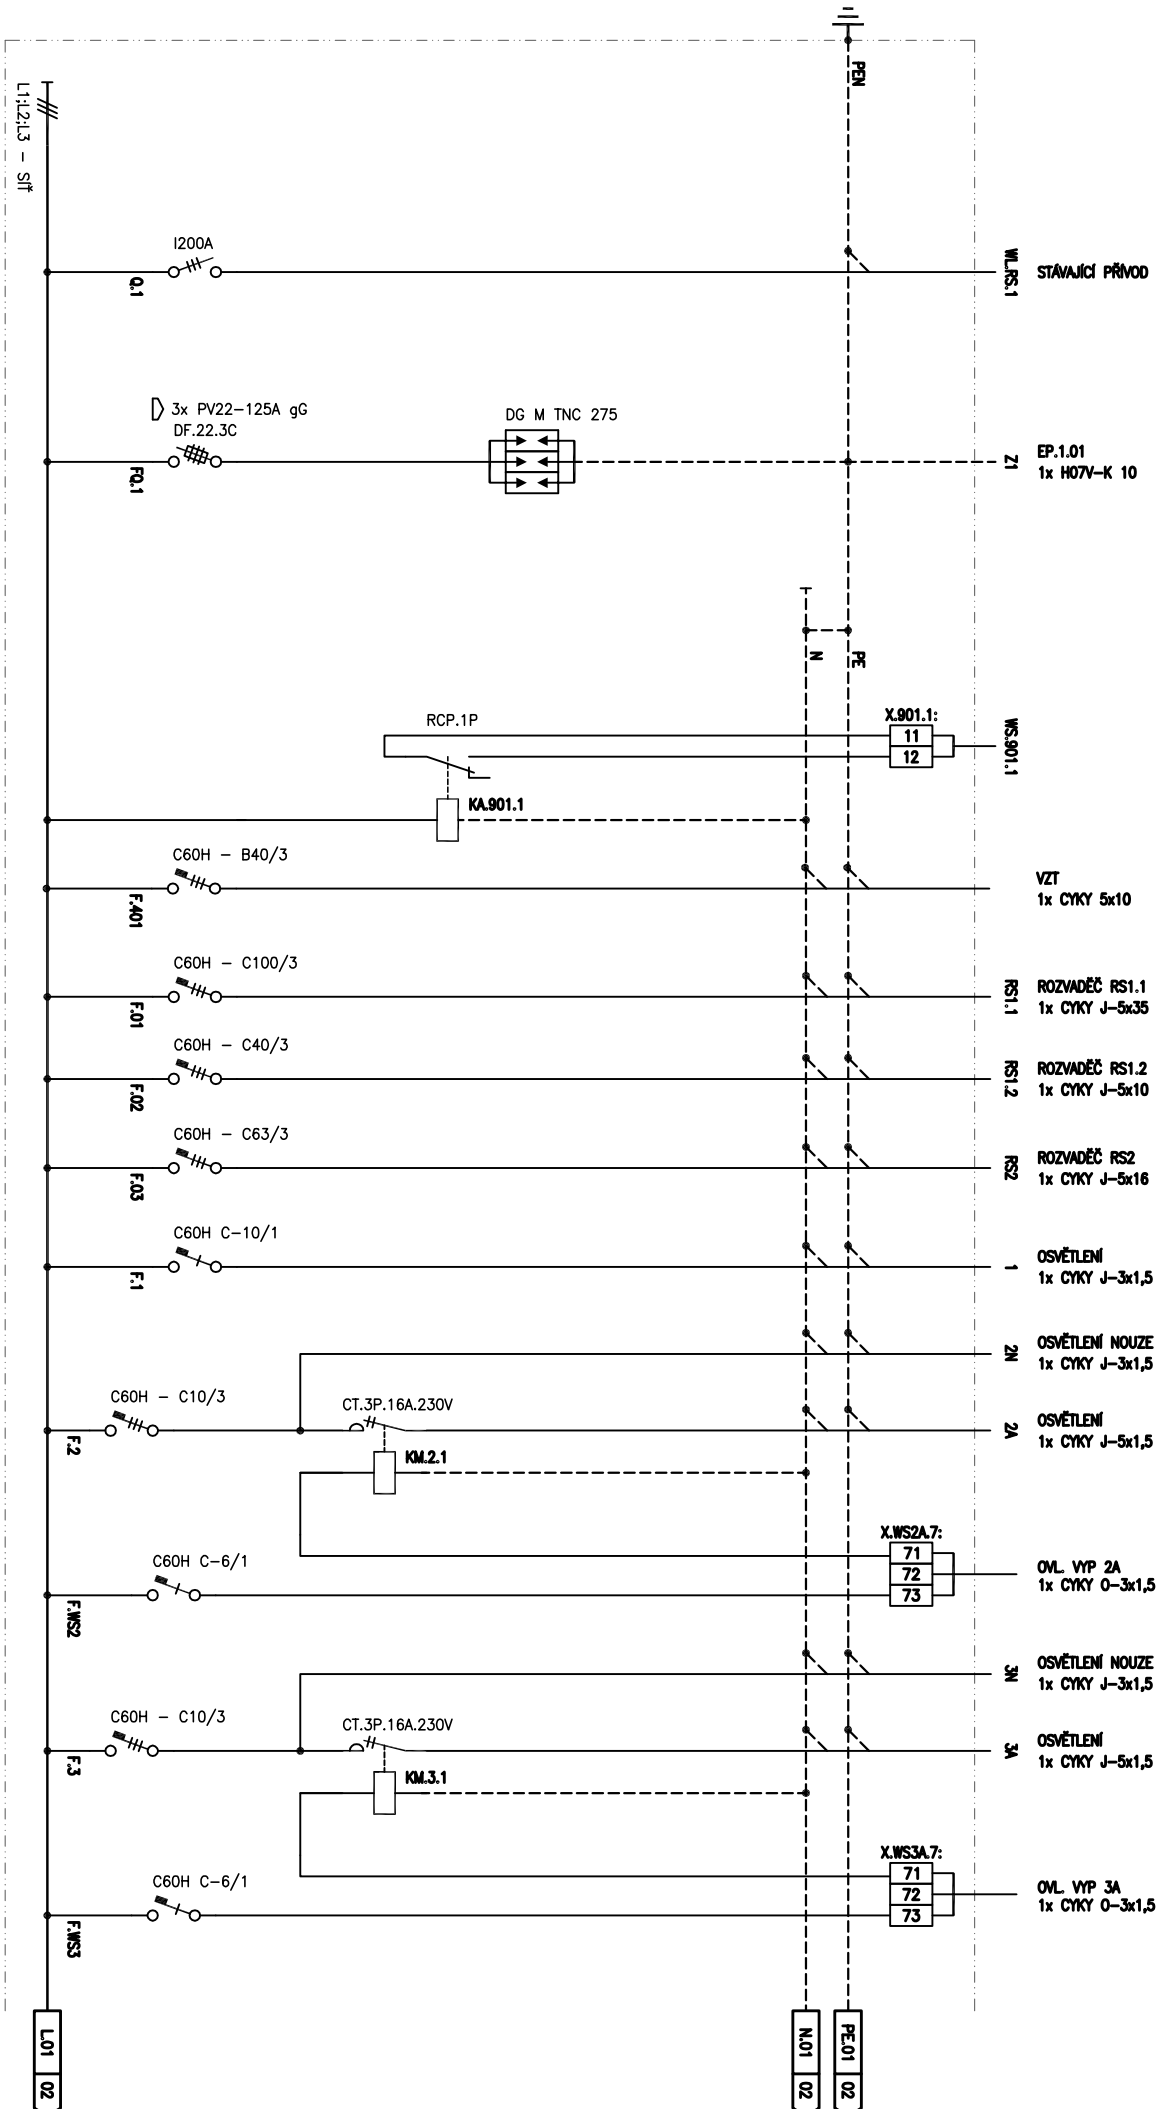 PEN
L1;L2;L3 - SÍŤ
I200A
Q.1
WL.RS.1
STÁVAJÍCÍ PŘÍVOD
3x PV22-125A gG
DF.22.3C
FQ.1
DG M TNC 275
Z1
EP.1.01
1x H07V-K 10
N
PE
RCP.1P
X.901.1:
11
12
WS.901.1
KA.901.1
C60H - B40/3
F.401
VZT
1x CYKY 5x10
C60H - C100/3
F.01
RS1.1
ROZVADĚČ RS1.1
1x CYKY J-5x35
C60H - C40/3
F.02
RS1.2
ROZVADĚČ RS1.2
1x CYKY J-5x10
C60H - C63/3
F.03
RS2
ROZVADĚČ RS2
1x CYKY J-5x16
C60H C-10/1
F.1
1
OSVĚTLENÍ
1x CYKY J-3x1,5
2N
OSVĚTLENÍ NOUZE
1x CYKY J-3x1,5
C60H - C10/3
F.2
CT.3P.16A.230V
KM.2.1
2A
OSVĚTLENÍ
1x CYKY J-5x1,5
C60H C-6/1
F.WS2
X.WS2A.7:
71
72
73
OVL. VYP 2A
1x CYKY O-3x1,5
3N
OSVĚTLENÍ NOUZE
1x CYKY J-3x1,5
C60H - C10/3
F.3
CT.3P.16A.230V
KM.3.1
3A
OSVĚTLENÍ
1x CYKY J-5x1,5
C60H C-6/1
F.WS3
X.WS3A.7:
71
72
73
OVL. VYP 3A
1x CYKY O-3x1,5
L.01 02
N.01 02
PE.01 02